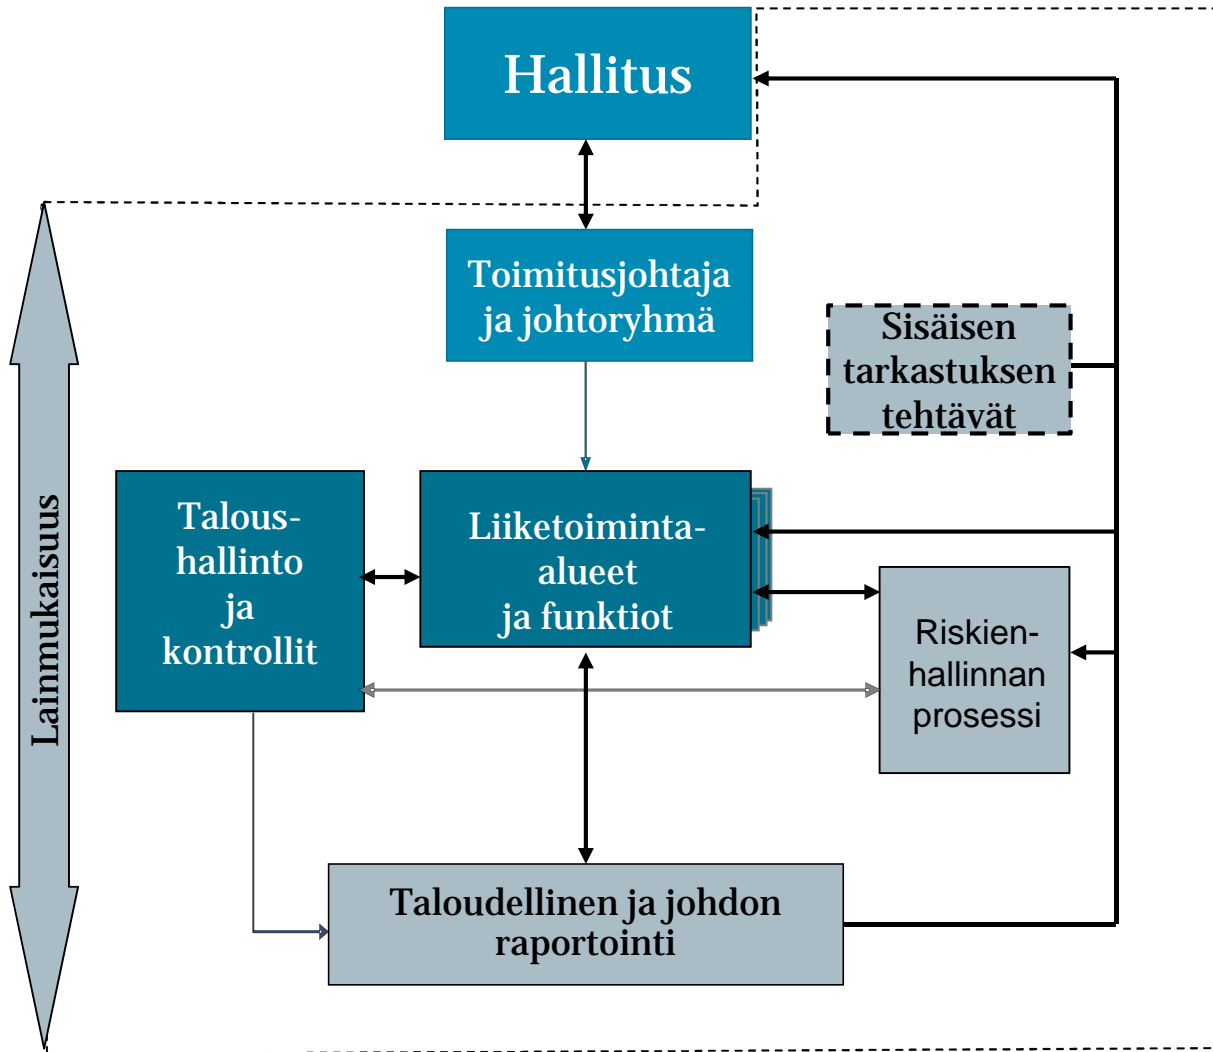 Hallitus
Toimitusjohtaja
ja johtoryhmä
Sisäisen
tarkastuksen
tehtävät
Lainmukaisuus
Talous-
hallinto
ja
kontrollit
Liiketoiminta-
alueet
ja funktiot
Riskien-
hallinnan
prosessi
Taloudellinen ja johdon
raportointi